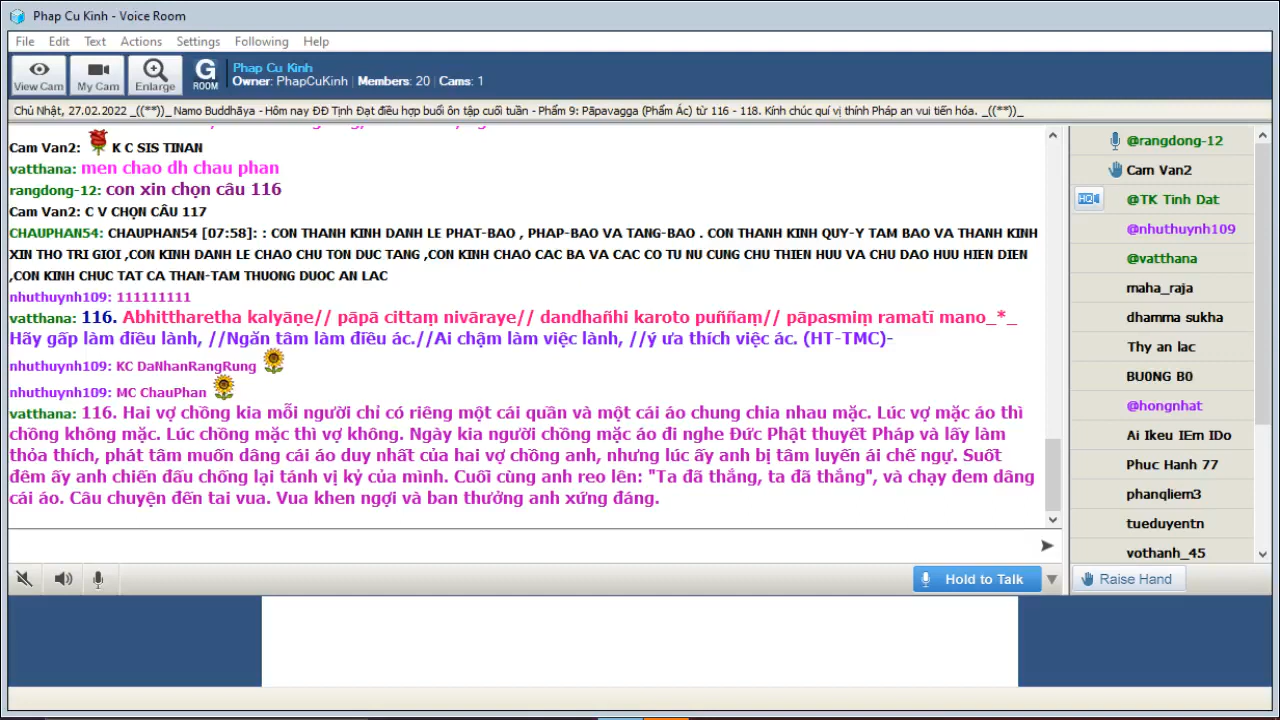 Phap Cu Kinh - Voice Room
File Edit Text Actions Settings Following Help
View Cam My Cam Enlarge G ROOM
Phap Cu Kinh
Owner: PhapCuKinh | Members: 20 | Cams: 1
Chủ Nhật, 27.02.2022 _((**))_ Namo Buddhāya - Hôm nay ĐĐ Tịnh Đạt điều hợp buổi ôn tập cuối tuần - Phẩm 9: Pāpavagga (Phẩm Ác) từ 116 - 118. Kính chúc quí vị thính Pháp an vui tiến hóa. _((**))_
Cam Van2: K C SIS TINAN
vatthana: men chao dh chau phan
rangdong-12: con xin chọn câu 116
Cam Van2: C V CHỌN CÂU 117
CHAUPHAN54: CHAUPHAN54 [07:58]: : CON THANH KINH DANH LE PHAT-BAO , PHAP-BAO VA TANG-BAO . CON THANH KINH QUY-Y TAM BAO VA THANH KINH
XIN THO TRI GIOI ,CON KINH DANH LE CHAO CHU TON DUC TANG ,CON KINH CHAO CAC BA VA CAC CO TU NU CUNG CHU THIEN HUU VA CHU DAO HUU HIEN DIEN
,CON KINH CHUC TAT CA THAN-TAM THUONG DUOC AN LAC
nhuthuynh109: 111111111
vatthana: 116. Abhittharetha kalyāṇe// pāpā cittaṃ nivāraye// dandhañhi karoto puññaṃ// pāpasmiṃ ramatī mano_*_
Hãy gấp làm điều lành, //Ngăn tâm làm điều ác.//Ai chậm làm việc lành, //ý ưa thích việc ác. (HT-TMC)-
nhuthuynh109: KC DaNhanRangRung
nhuthuynh109: MC ChauPhan
vatthana: 116. Hai vợ chồng kia mỗi người chỉ có riêng một cái quần và một cái áo chung chia nhau mặc. Lúc vợ mặc áo thì
chồng không mặc. Lúc chồng mặc thì vợ không. Ngày kia người chồng mặc áo đi nghe Đức Phật thuyết Pháp và lấy làm
thỏa thích, phát tâm muốn dâng cái áo duy nhất của hai vợ chồng anh, nhưng lúc ấy anh bị tâm luyến ái chế ngự. Suốt
đêm ấy anh chiến đấu chống lại tánh vị kỷ của mình. Cuối cùng anh reo lên: "Ta đã thắng, ta đã thắng", và chạy đem dâng
cái áo. Câu chuyện đến tai vua. Vua khen ngợi và ban thưởng anh xứng đáng.
@rangdong-12
Cam Van2
HQ @TK Tinh Dat
@nhuthuynh109
@vatthana
maha_raja
dhamma sukha
Thy an lac
BU0NG B0
@hongnhat
Ai Ikeu IEm IDo
Phuc Hanh 77
phanqliem3
tueduyentn
vothanh_45
Hold to Talk
Raise Hand